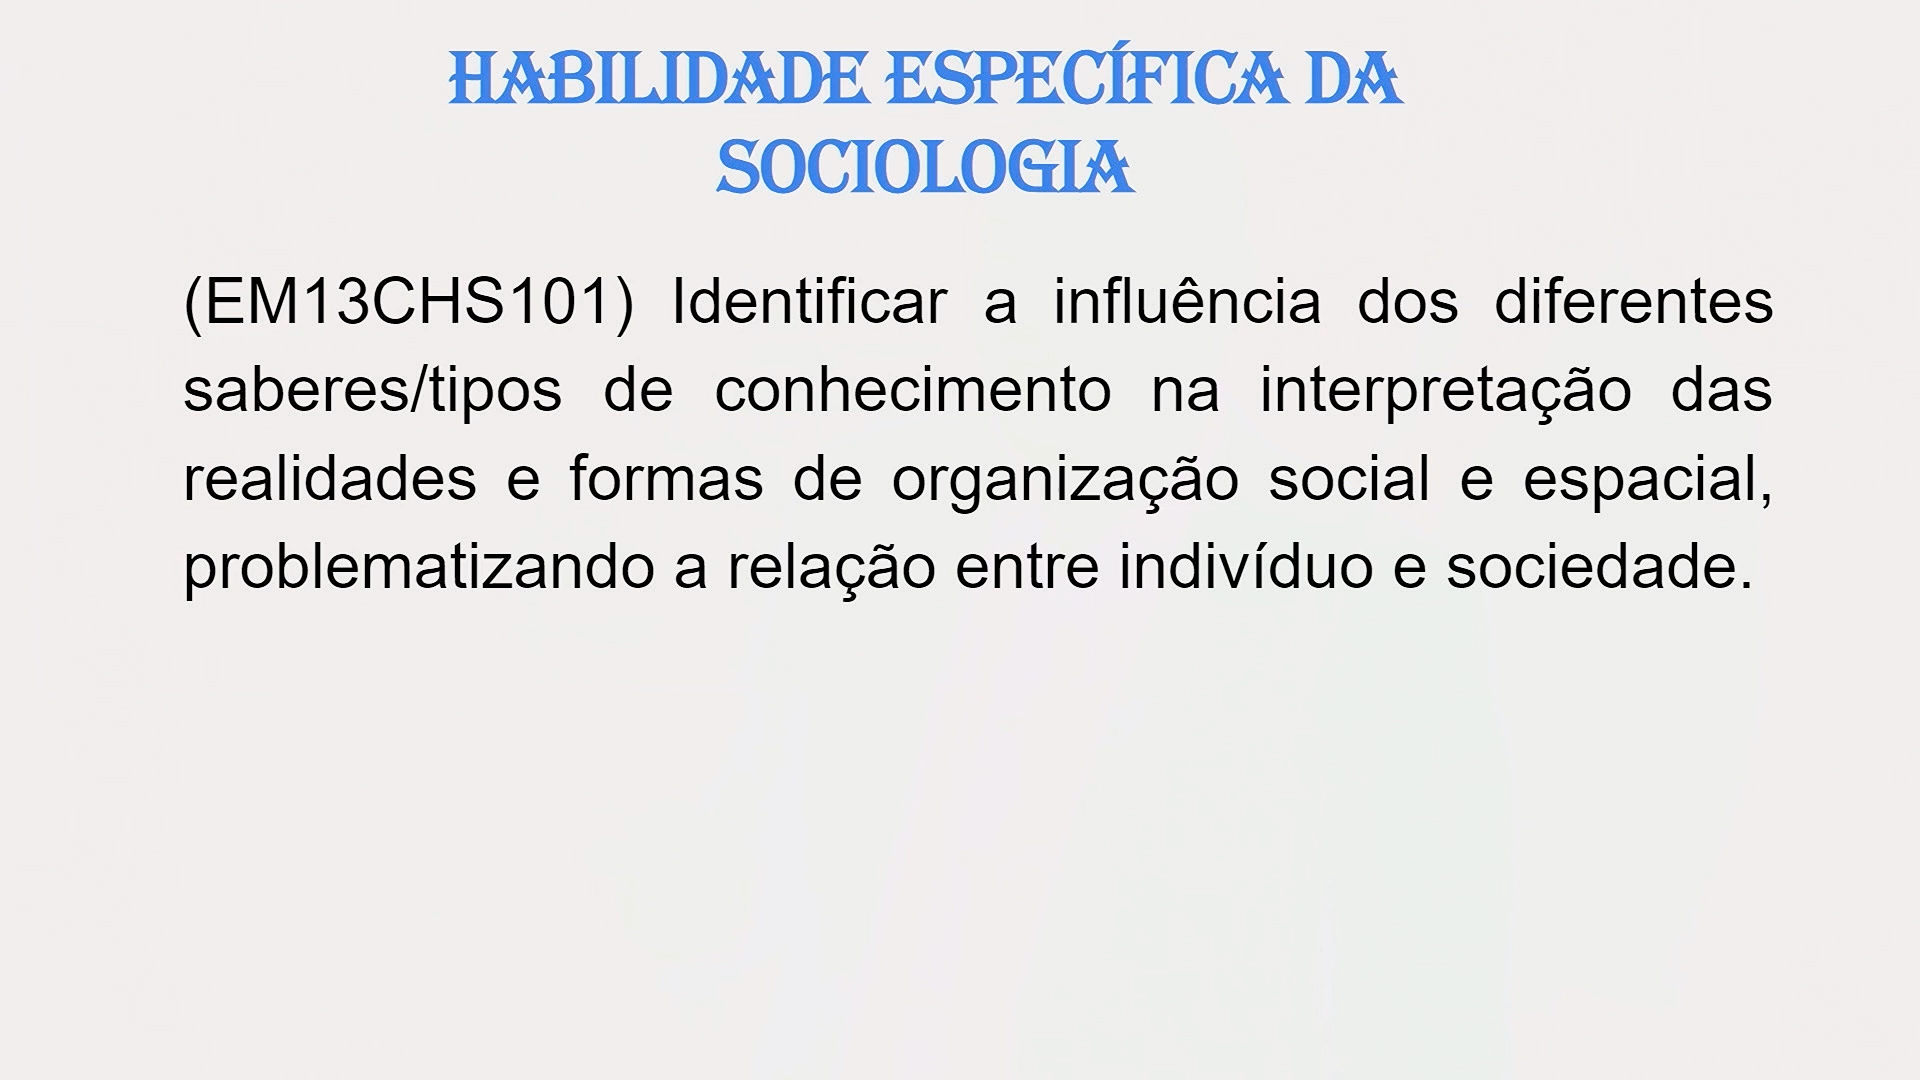 HABILIDADE ESPECÍFICA DA
SOCIOLOGIA
(EM13CHS101) Identificar a influência dos diferentes
saberes/tipos de conhecimento na interpretação das
realidades e formas de organização social e espacial,
problematizando a relação entre indivíduo e sociedade.